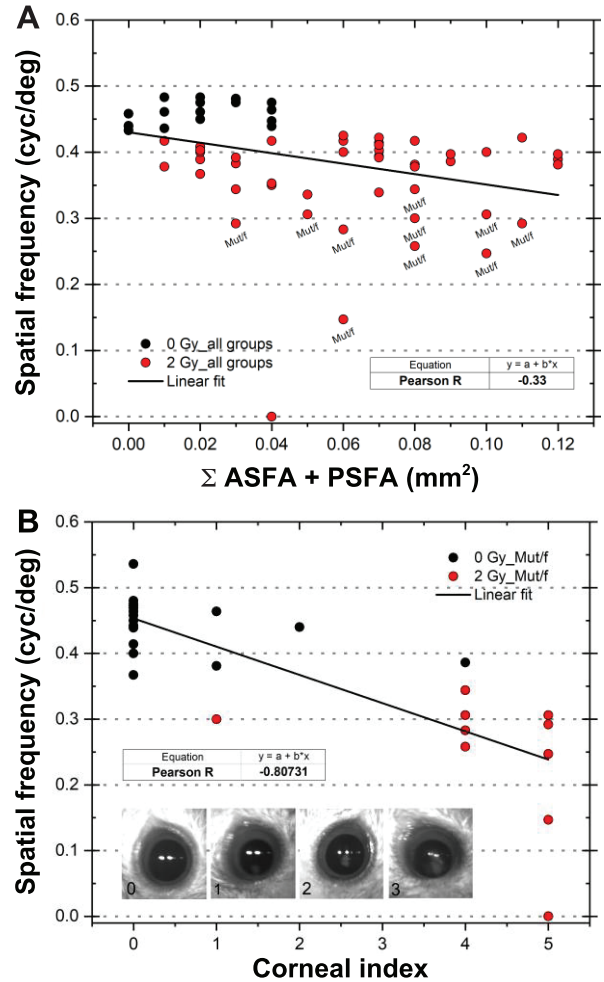 A
Spatial frequency (cyc/deg)
0.6
0.5
0.4
0.3
0.2
0.1
0.0
Mut/f
Mut/f
Mut/f
Mut/f
Mut/f
Mut/f
Mut/f
Mut/f
Mut/f
Mut/f
0 Gy_all groups
2 Gy_all groups
Linear fit
Equation y = a + b*x
Pearson R -0.33
0.00 0.02 0.04 0.06 0.08 0.10 0.12
Σ ASFA + PSFA (mm²)
B
Spatial frequency (cyc/deg)
0.6
0.5
0.4
0.3
0.2
0.1
0.0
0 Gy_Mut/f
2 Gy_Mut/f
Linear fit
Equation y = a + b*x
Pearson R -0.80731
0 1 2 3
0 1 2 3 4 5
Corneal index